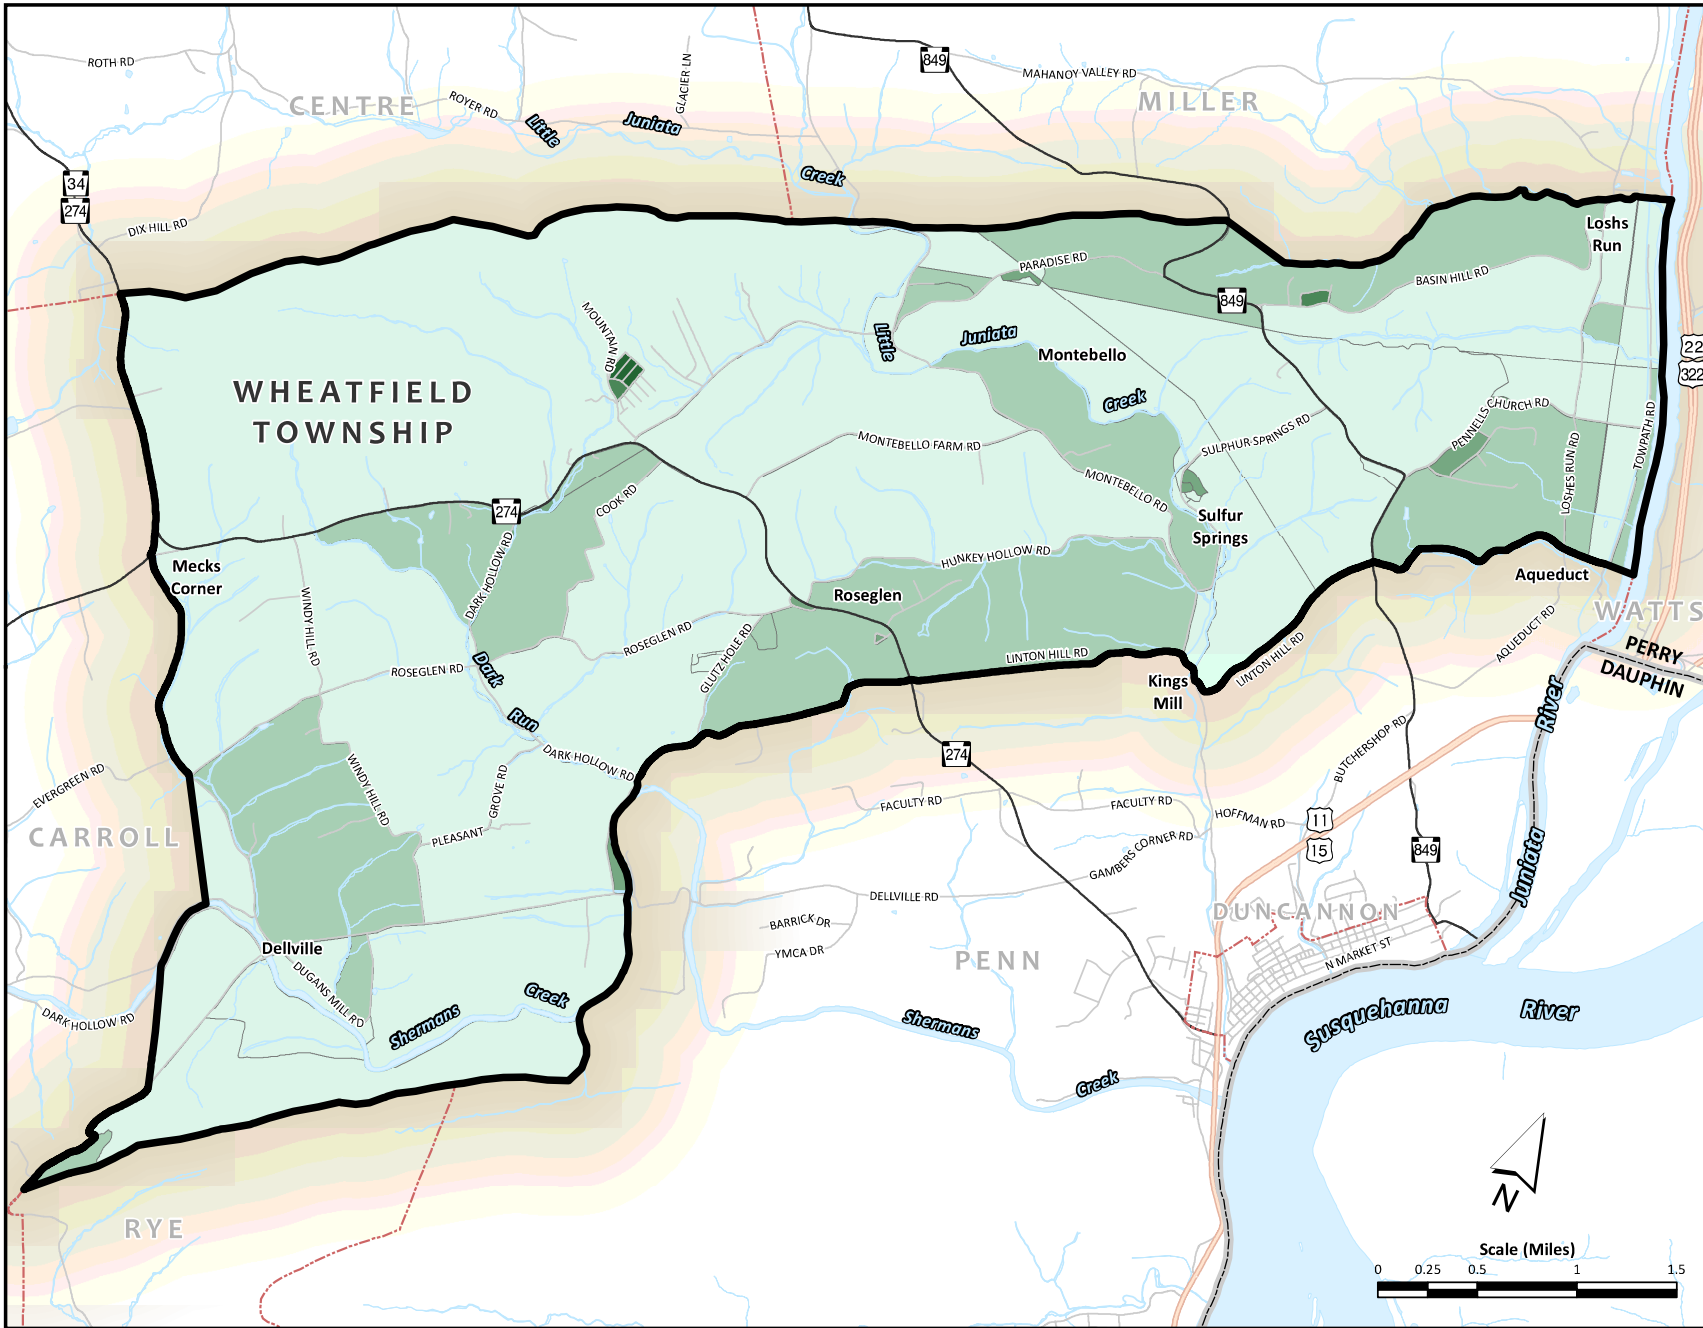 849
ROTH RD
GLACIER LN
MAHANOY VALLEY RD
CENTRE
ROYER RD
MILLER
Little
Juniata
Creek
34
274
DIX HILL RD
Loshs
Run
PARADISE RD
BASIN HILL RD
849
MOUNTAIN RD
Little
Juniata
Montebello
22
322
WHEATFIELD
TOWNSHIP
Creek
PENNELLS CHURCH RD
TOWPATH RD
MONTEBELLO FARM RD
SULPHUR SPRINGS RD
LOSHES RUN RD
COOK RD
MONTEBELLO RD
274
Sulfur
Springs
DARK HOLLOW RD
HUNKEY HOLLOW RD
Mecks
Corner
Roseglen
Aqueduct
WATTS
WINDY HILL RD
ROSEGLEN RD
ROSEGLEN RD
GLUTZ HOLE RD
LINTON HILL RD
LINTON HILL RD
AQUEDUCT RD
PERRY
DAUPHIN
Dark
Run
Kings
Mill
River
DARK HOLLOW RD
274
BUTCHERSHOP RD
EVERGREEN RD
WINDY HILL RD
GROVE RD
PLEASANT
FACULTY RD
FACULTY RD
HOFFMAN RD
11
15
CARROLL
GAMBERS CORNER RD
849
Juniata
DELLVILLE RD
DUNCANNON
BARRICK DR
YMCA DR
PENN
N MARKET ST
Dellville
DUGANS MILL RD
DARK HOLLOW RD
Shermans
Creek
Shermans
Creek
Susquehanna
River
RYE
N
Scale (Miles)
0 0.25 0.5 1 1.5